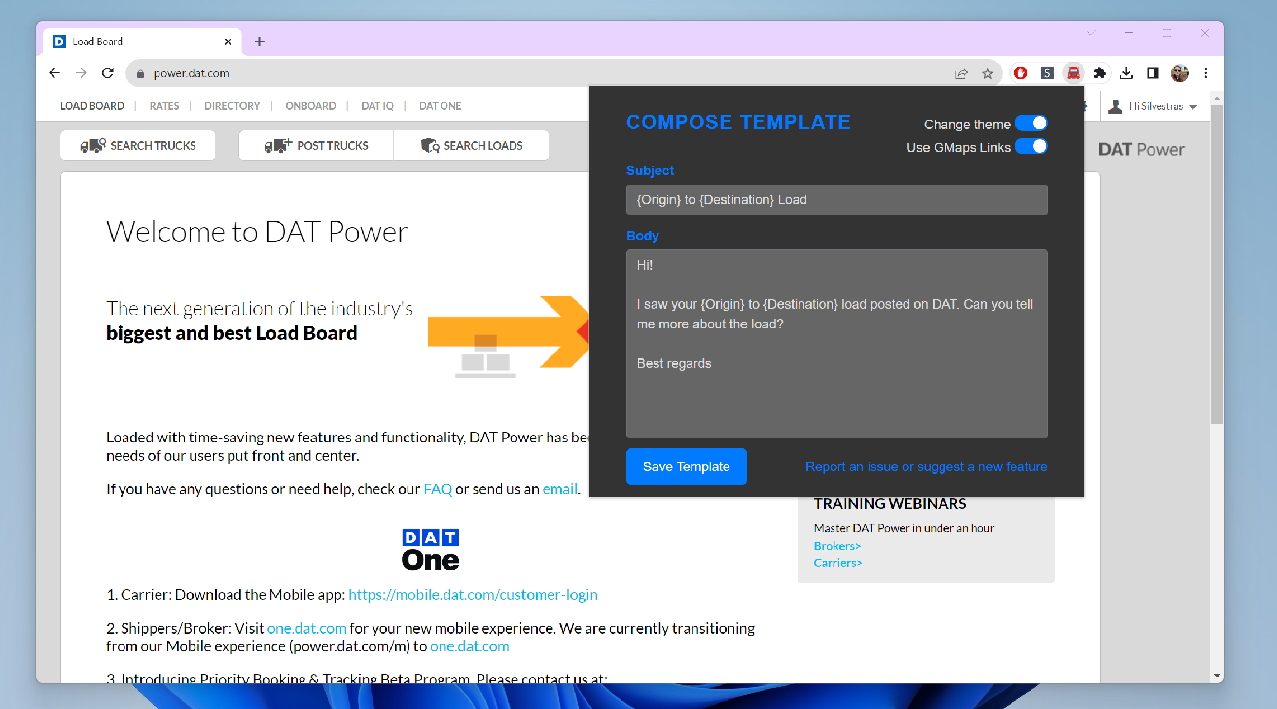 Load Board
power.dat.com
LOAD BOARD | RATES | DIRECTORY | ONBOARD | DAT IQ | DAT ONE
Hi Silvestras
SEARCH TRUCKS
POST TRUCKS
SEARCH LOADS
DAT Power
COMPOSE TEMPLATE
Change theme
Use GMaps Links
Subject
{Origin} to {Destination} Load
Body
Hi!
I saw your {Origin} to {Destination} load posted on DAT. Can you tell
me more about the load?
Best regards
Save Template
Report an issue or suggest a new feature
Welcome to DAT Power
The next generation of the industry's
biggest and best Load Board
Loaded with time-saving new features and functionality, DAT Power has
needs of our users put front and center.
If you have any questions or need help, check our FAQ or send us an email.
TRAINING WEBINARS
Master DAT Power in under an hour
Brokers>
Carriers>
DAT
One
1. Carrier: Download the Mobile app: https://mobile.dat.com/customer-login
2. Shippers/Broker: Visit one.dat.com for your new mobile experience. We are currently transitioning
from our Mobile experience (power.dat.com/m) to one.dat.com
3. Introducing Priority Booking & Tracking Beta Program. Please contact us at: